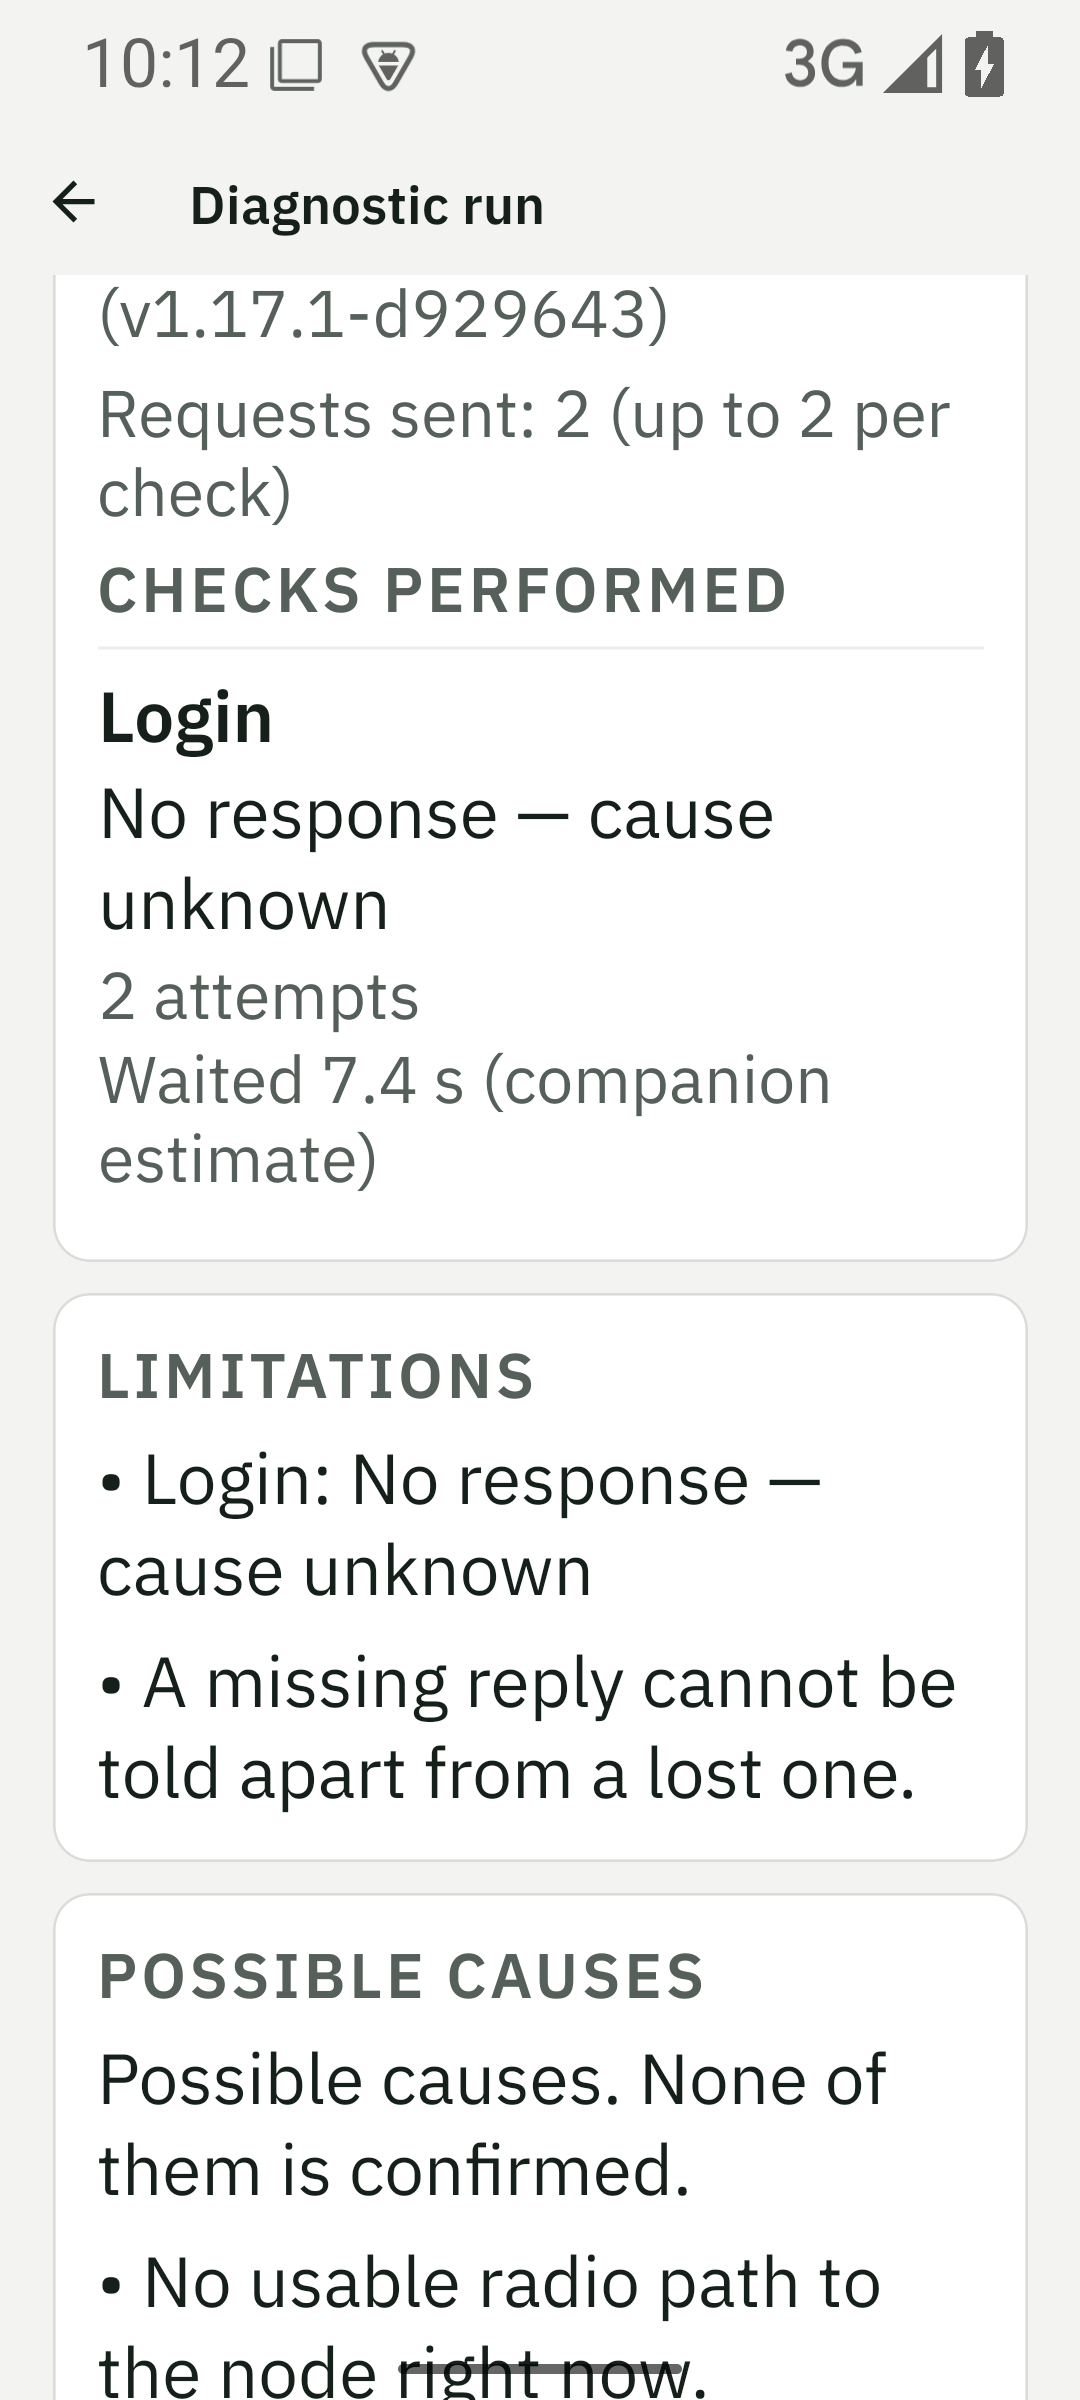 10:12
3G
Diagnostic run
(v1.17.1-d929643)
Requests sent: 2 (up to 2 per
check)
CHECKS PERFORMED
Login
No response — cause
unknown
2 attempts
Waited 7.4 s (companion
estimate)
LIMITATIONS
• Login: No response —
cause unknown
• A missing reply cannot be
told apart from a lost one.
POSSIBLE CAUSES
Possible causes. None of
them is confirmed.
• No usable radio path to
the node right now.